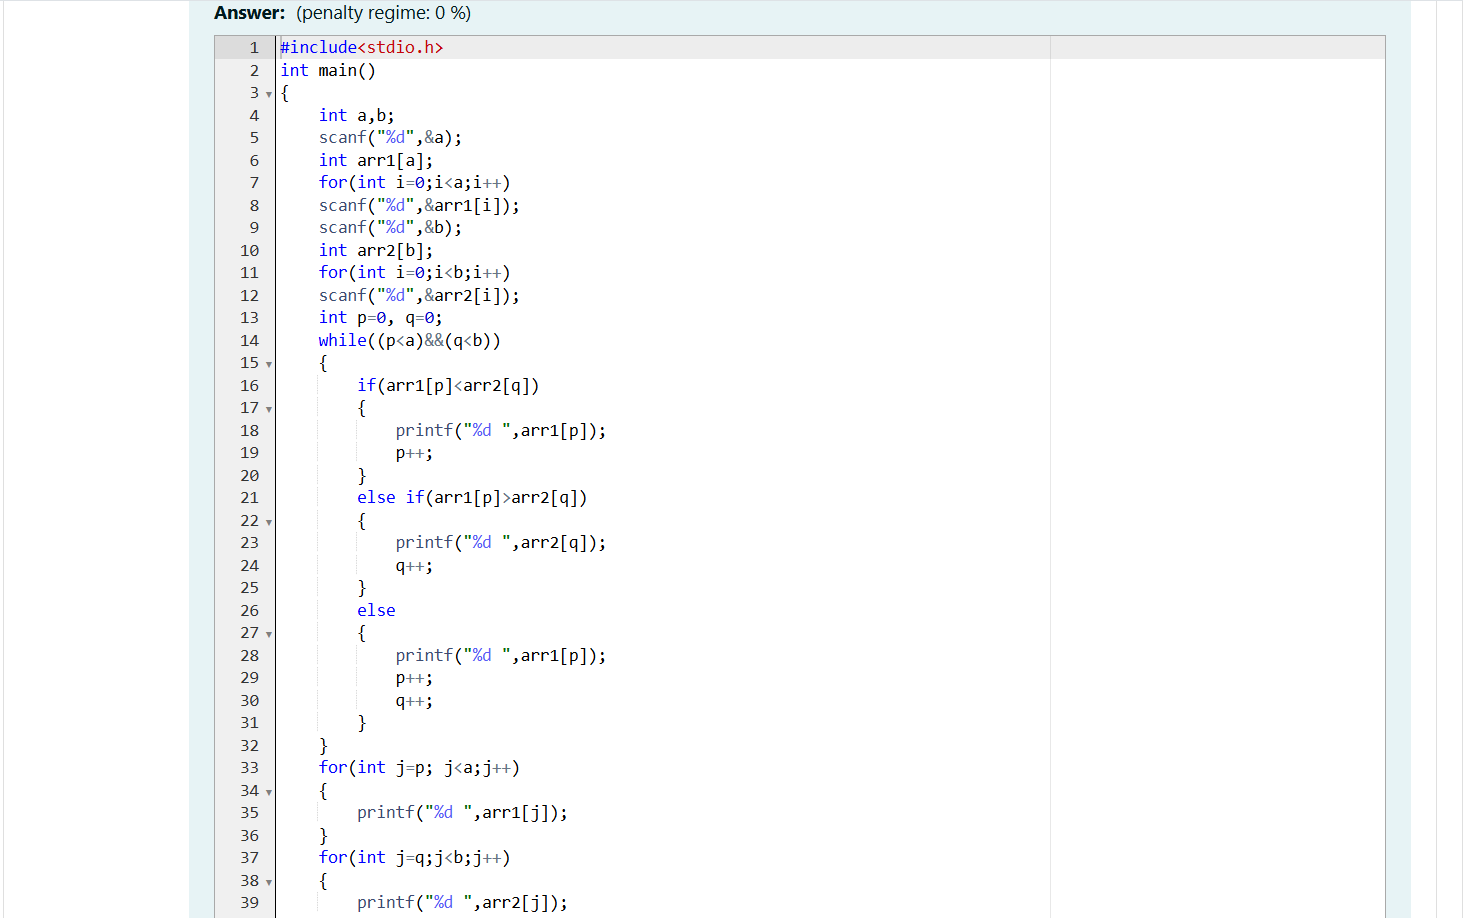 Answer: (penalty regime: 0 %)
1 #include<stdio.h>
2 int main()
3 {
4     int a,b;
5     scanf("%d",&a);
6     int arr1[a];
7     for(int i=0;i<a;i++)
8     scanf("%d",&arr1[i]);
9     scanf("%d",&b);
10     int arr2[b];
11     for(int i=0;i<b;i++)
12     scanf("%d",&arr2[i]);
13     int p=0, q=0;
14     while((p<a)&&(q<b))
15     {
16         if(arr1[p]<arr2[q])
17         {
18             printf("%d ",arr1[p]);
19             p++;
20         }
21         else if(arr1[p]>arr2[q])
22         {
23             printf("%d ",arr2[q]);
24             q++;
25         }
26         else
27         {
28             printf("%d ",arr1[p]);
29             p++;
30             q++;
31         }
32     }
33     for(int j=p; j<a;j++)
34     {
35         printf("%d ",arr1[j]);
36     }
37     for(int j=q;j<b;j++)
38     {
39         printf("%d ",arr2[j]);